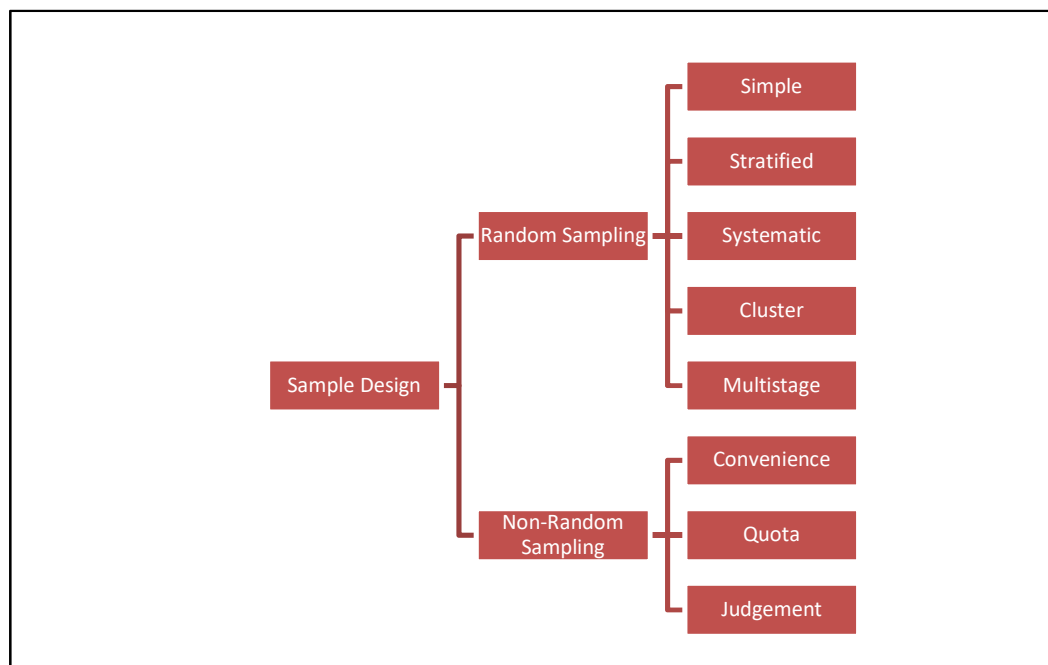 Sample Design
Random Sampling
Simple
Stratified
Systematic
Cluster
Multistage
Non-Random
Sampling
Convenience
Quota
Judgement